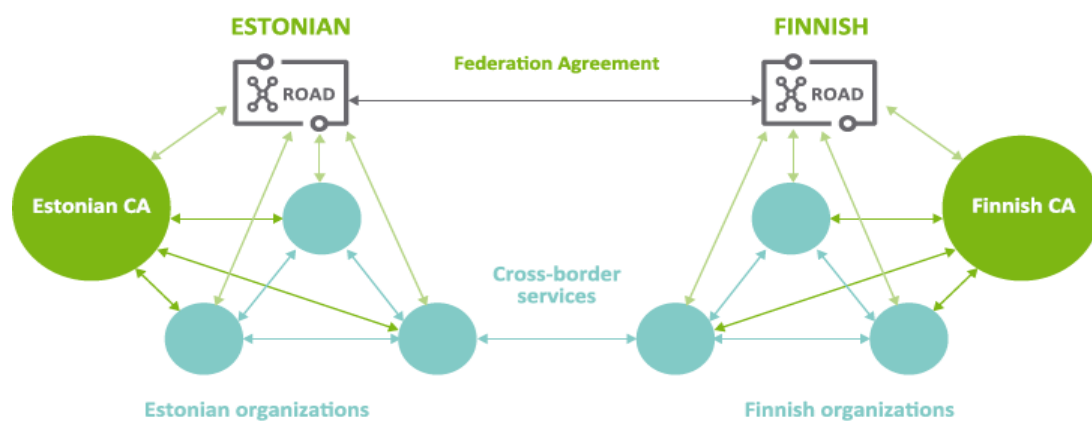 ESTONIAN
FINNISH
Federation Agreement
ROAD
ROAD
Estonian CA
Finnish CA
Cross-border
services
Estonian organizations
Finnish organizations